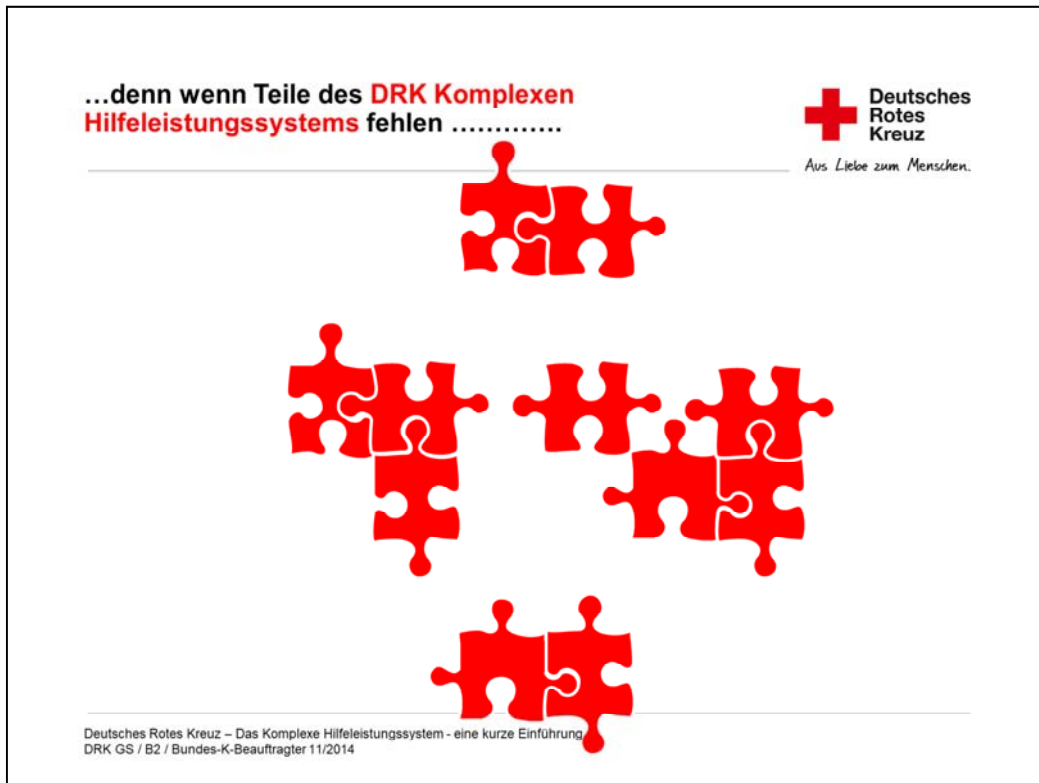 …denn wenn Teile des DRK Komplexen
Hilfeleistungssystems fehlen ………….
Deutsches
Rotes
Kreuz
Aus Liebe zum Menschen.
Deutsches Rotes Kreuz – Das Komplexe Hilfeleistungssystem - eine kurze Einführung
DRK GS / B2 / Bundes-K-Beauftragter 11/2014